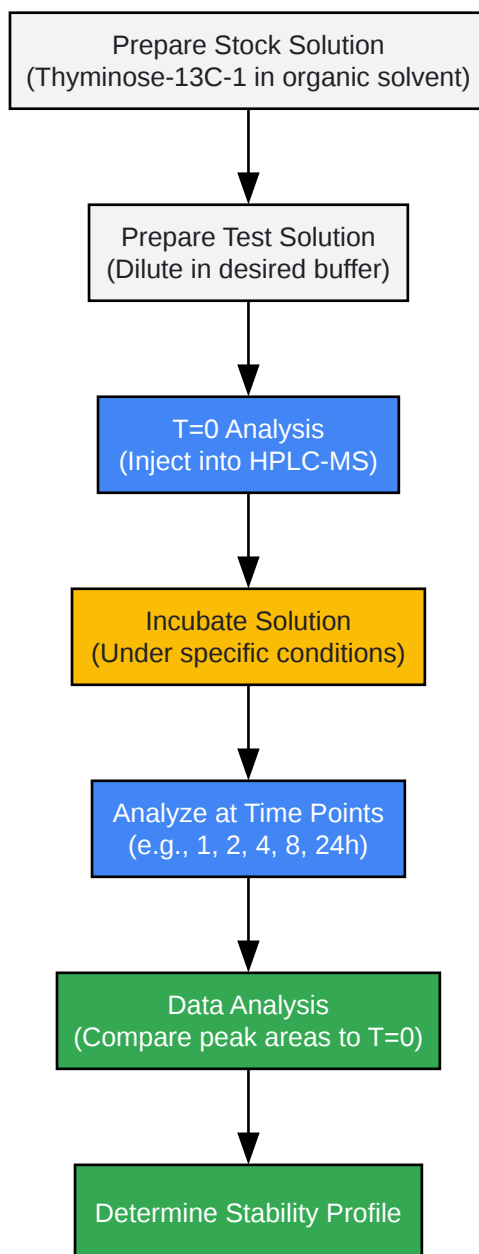 Prepare Stock Solution
(Thyminose-13C-1 in organic solvent)
Prepare Test Solution
(Dilute in desired buffer)
T=0 Analysis
(Inject into HPLC-MS)
Incubate Solution
(Under specific conditions)
Analyze at Time Points
(e.g., 1, 2, 4, 8, 24h)
Data Analysis
(Compare peak areas to T=0)
Determine Stability Profile